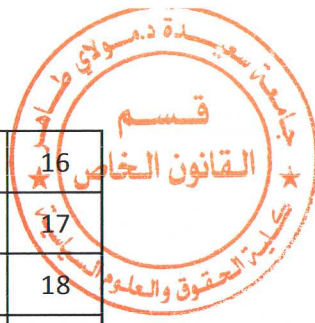 جامعة سعيدة د.مولاي طاهر
قسم
القانون الخاص
كلية الحقوق والعلوم السياسية
16
17
18